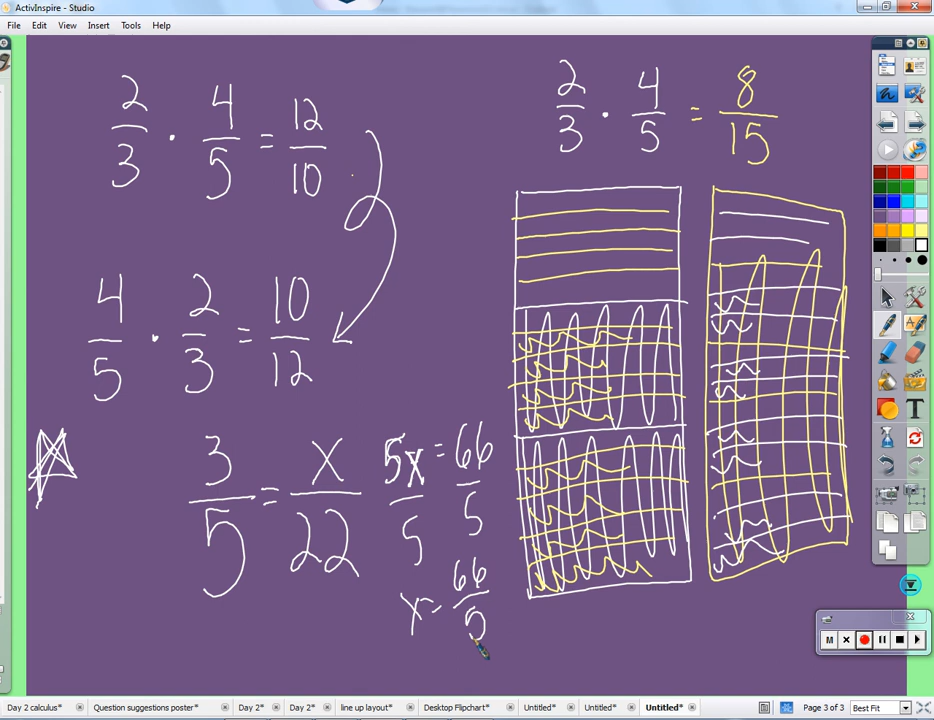 ActivInspire - Studio
File Edit View Insert Tools Help
2/3 · 4/5 = 12/10
4/5 · 2/3 = 10/12
3/5 = x/22
5x/5 = 66/5
x = 66/5
2/3 · 4/5 = 8/15
M
Day 2 calculus* Question suggestions poster* Day 2* Day 2* line up layout* Desktop Flipchart* Untitled* Untitled* Untitled* Page 3 of 3 Best Fit